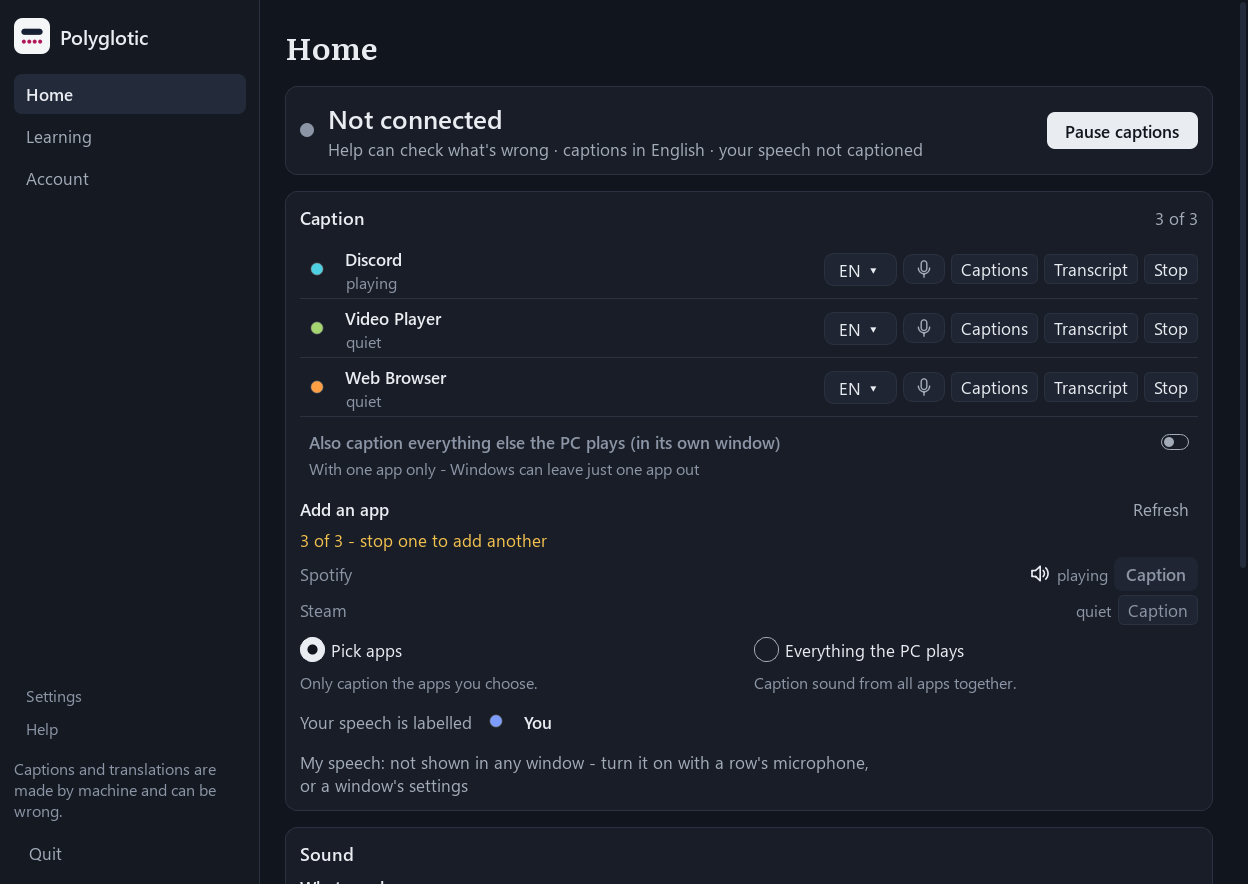 Polyglotic
Home
Learning
Account
Settings
Help
Captions and translations are
made by machine and can be
wrong.
Quit
Home
Not connected
Help can check what's wrong · captions in English · your speech not captioned
Pause captions
Caption
3 of 3
Discord
playing
EN ▾
Captions
Transcript
Stop
Video Player
quiet
EN ▾
Captions
Transcript
Stop
Web Browser
quiet
EN ▾
Captions
Transcript
Stop
Also caption everything else the PC plays (in its own window)
With one app only - Windows can leave just one app out
Add an app
Refresh
3 of 3 - stop one to add another
Spotify
playing
Caption
Steam
quiet
Caption
Pick apps
Only caption the apps you choose.
Everything the PC plays
Caption sound from all apps together.
Your speech is labelled
You
My speech: not shown in any window - turn it on with a row's microphone,
or a window's settings
Sound